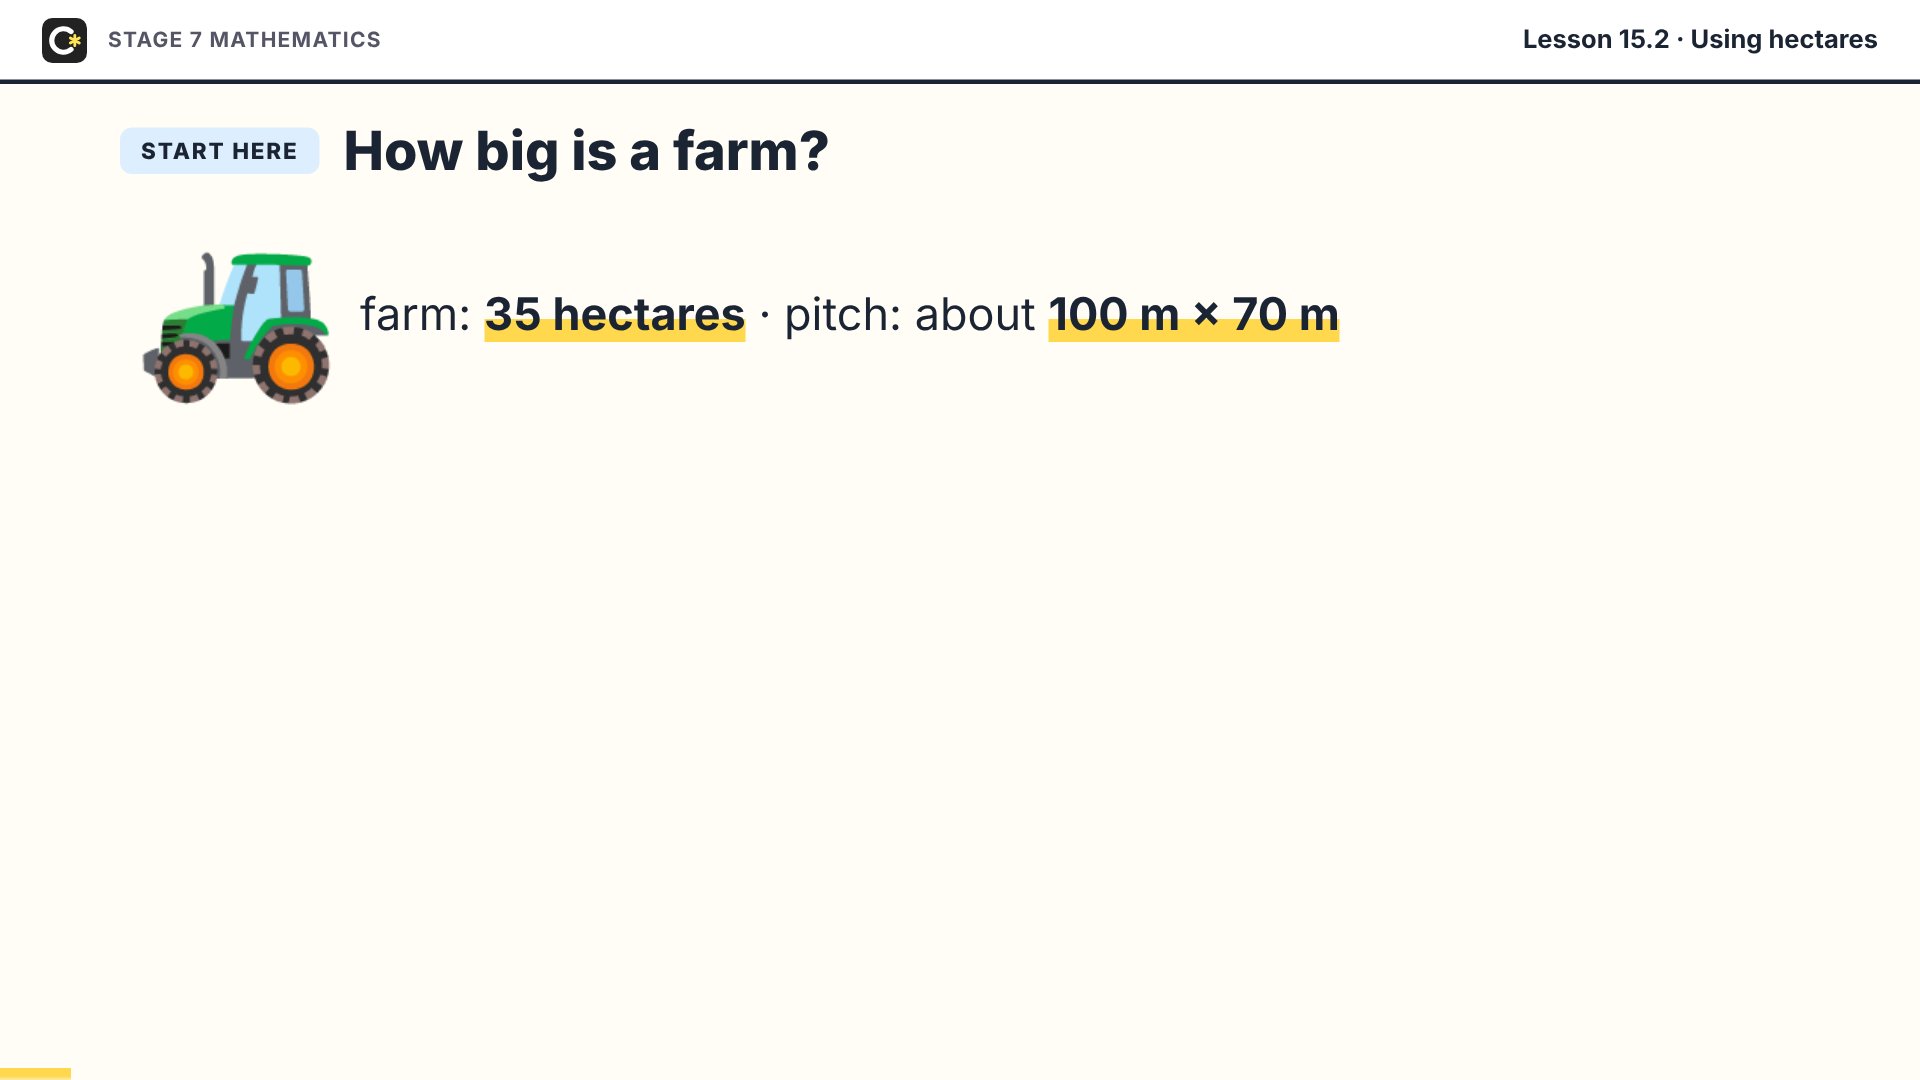 STAGE 7 MATHEMATICS
Lesson 15.2 · Using hectares
START HERE
How big is a farm?
farm: 35 hectares · pitch: about 100 m × 70 m